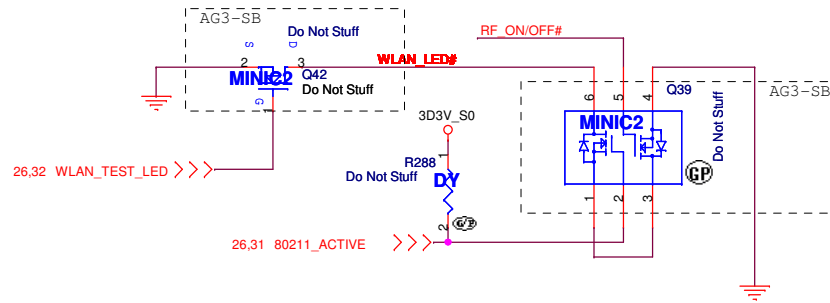 AG3-SB
Do Not Stuff
RF_ON/OFF#
S
D
2
3
WLAN_LED#
MINIC2
Q42
Do Not Stuff
G
1
6
5
4
Q39
AG3-SB
MINIC2
Do Not Stuff
3D3V_S0
1
26,32 WLAN_TEST_LED
R288
Do Not Stuff
DY
GP
1
2
3
2
G/P
26,31 80211_ACTIVE